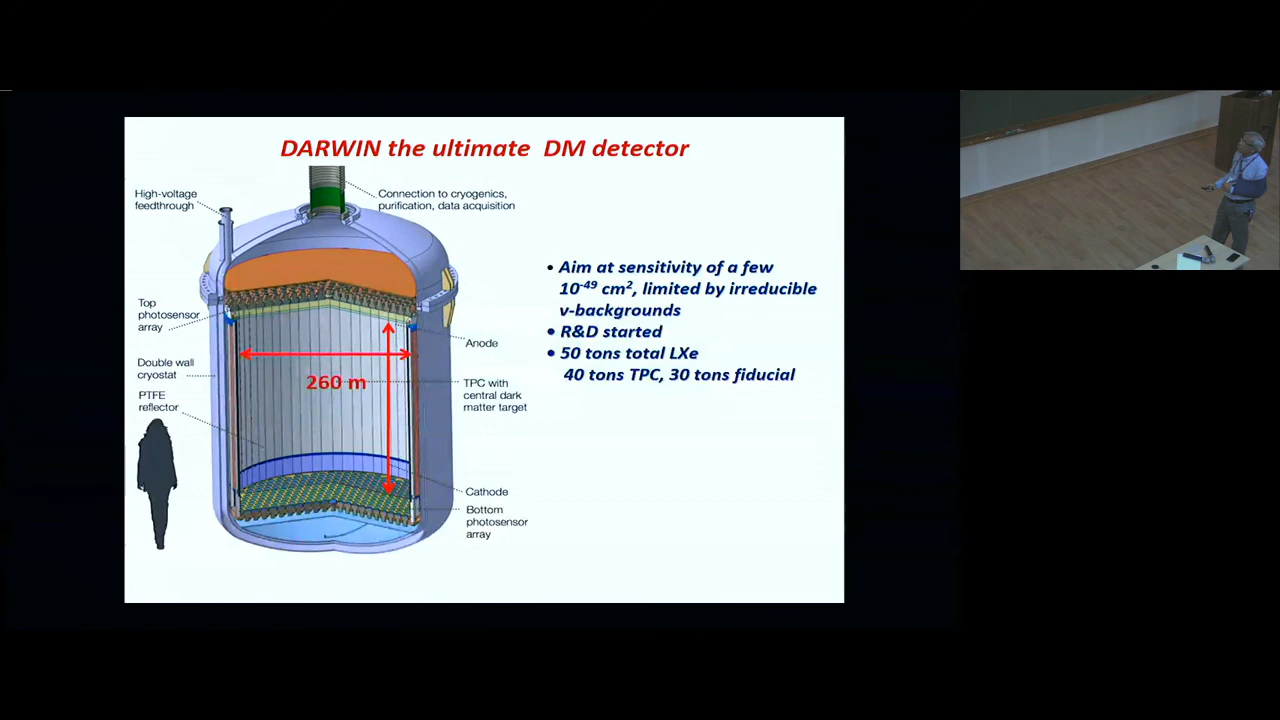 DARWIN the ultimate DM detector
High-voltage
feedthrough
Connection to cryogenics,
purification, data acquisition
• Aim at sensitivity of a few
10⁻⁴⁹ cm², limited by irreducible
ν-backgrounds
• R&D started
• 50 tons total LXe
40 tons TPC, 30 tons fiducial
Top
photosensor
array
Anode
Double wall
cryostat
260 m
TPC with
central dark
matter target
PTFE
reflector
Cathode
Bottom
photosensor
array